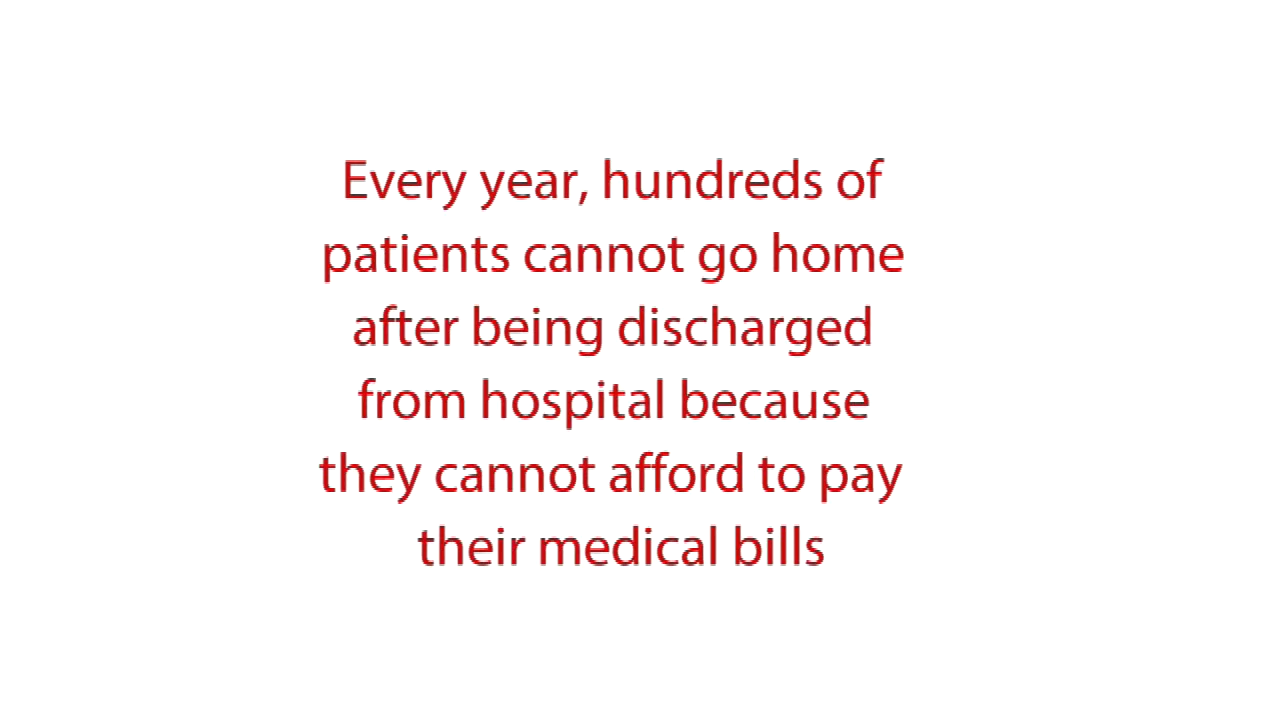 Every year, hundreds of
patients cannot go home
after being discharged
from hospital because
they cannot afford to pay
their medical bills